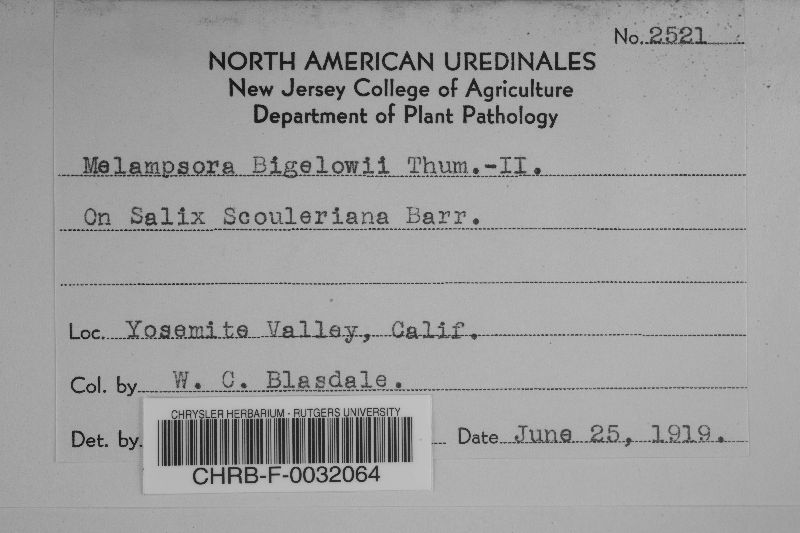 No. 2521
NORTH AMERICAN UREDINALES
New Jersey College of Agriculture
Department of Plant Pathology
Melampsora Bigelowii Thum.-II.
On Salix Scouleriana Barr.
Loc. Yosemite Valley, Calif.
Col. by W. C. Blasdale.
Det. by. Date June 25, 1919.
CHRYSLER HERBARIUM - RUTGERS UNIVERSITY
CHRB-F-0032064